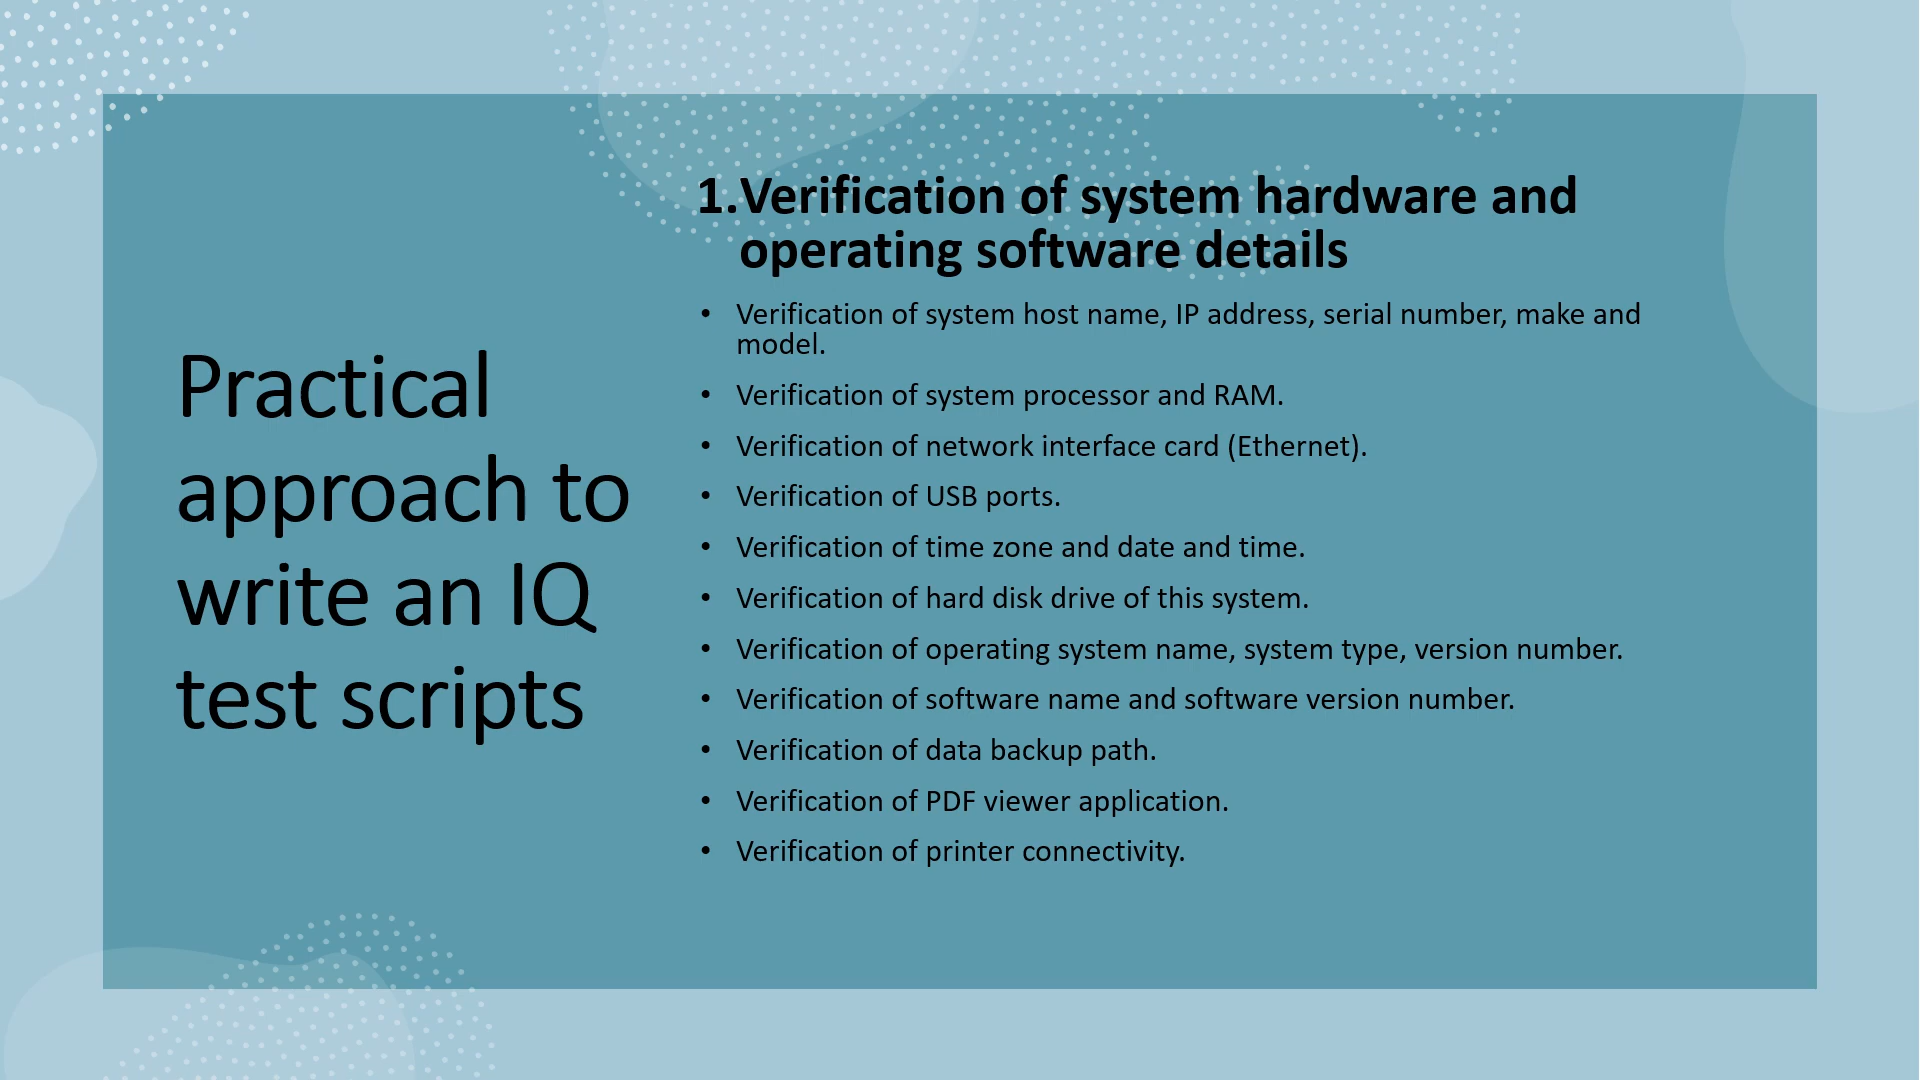 Practical
approach to
write an IQ
test scripts
1.Verification of system hardware and
operating software details
• Verification of system host name, IP address, serial number, make and
model.
• Verification of system processor and RAM.
• Verification of network interface card (Ethernet).
• Verification of USB ports.
• Verification of time zone and date and time.
• Verification of hard disk drive of this system.
• Verification of operating system name, system type, version number.
• Verification of software name and software version number.
• Verification of data backup path.
• Verification of PDF viewer application.
• Verification of printer connectivity.